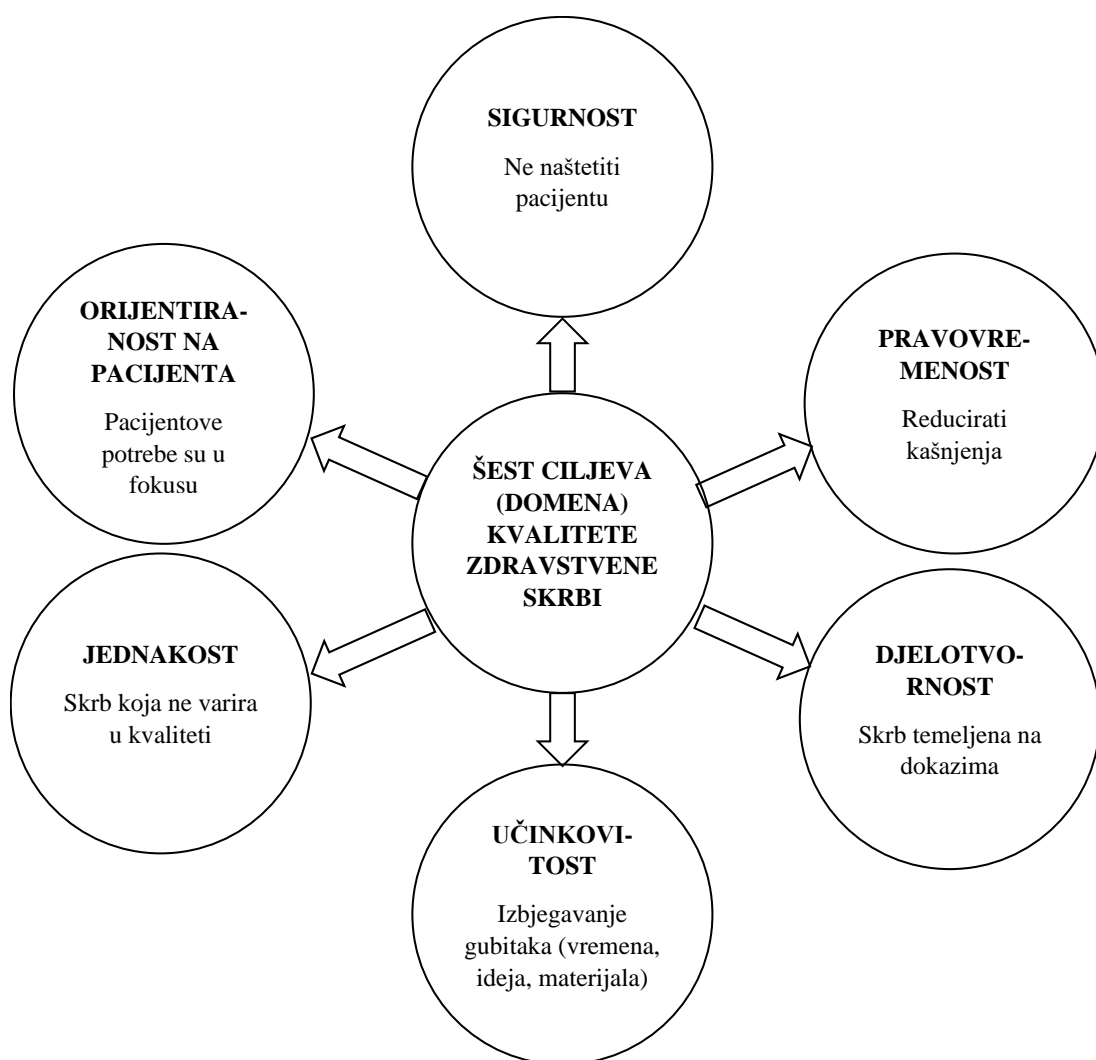 SIGURNOST
Ne naštetiti
pacijentu
ORIJENTIRA-
NOST NA
PACIJENTA
Pacijentove
potrebe su u
fokusu
PRAVOVRE-
MENOST
Reducirati
kašnjenja
ŠEST CILJEVA
(DOMENA)
KVALITETE
ZDRAVSTVENE
SKRBI
JEDNAKOST
Skrb koja ne varira
u kvaliteti
DJELOTVO-
RNOST
Skrb temeljena na
dokazima
UČINKOVI-
TOST
Izbjegavanje
gubitaka (vremena,
ideja, materijala)